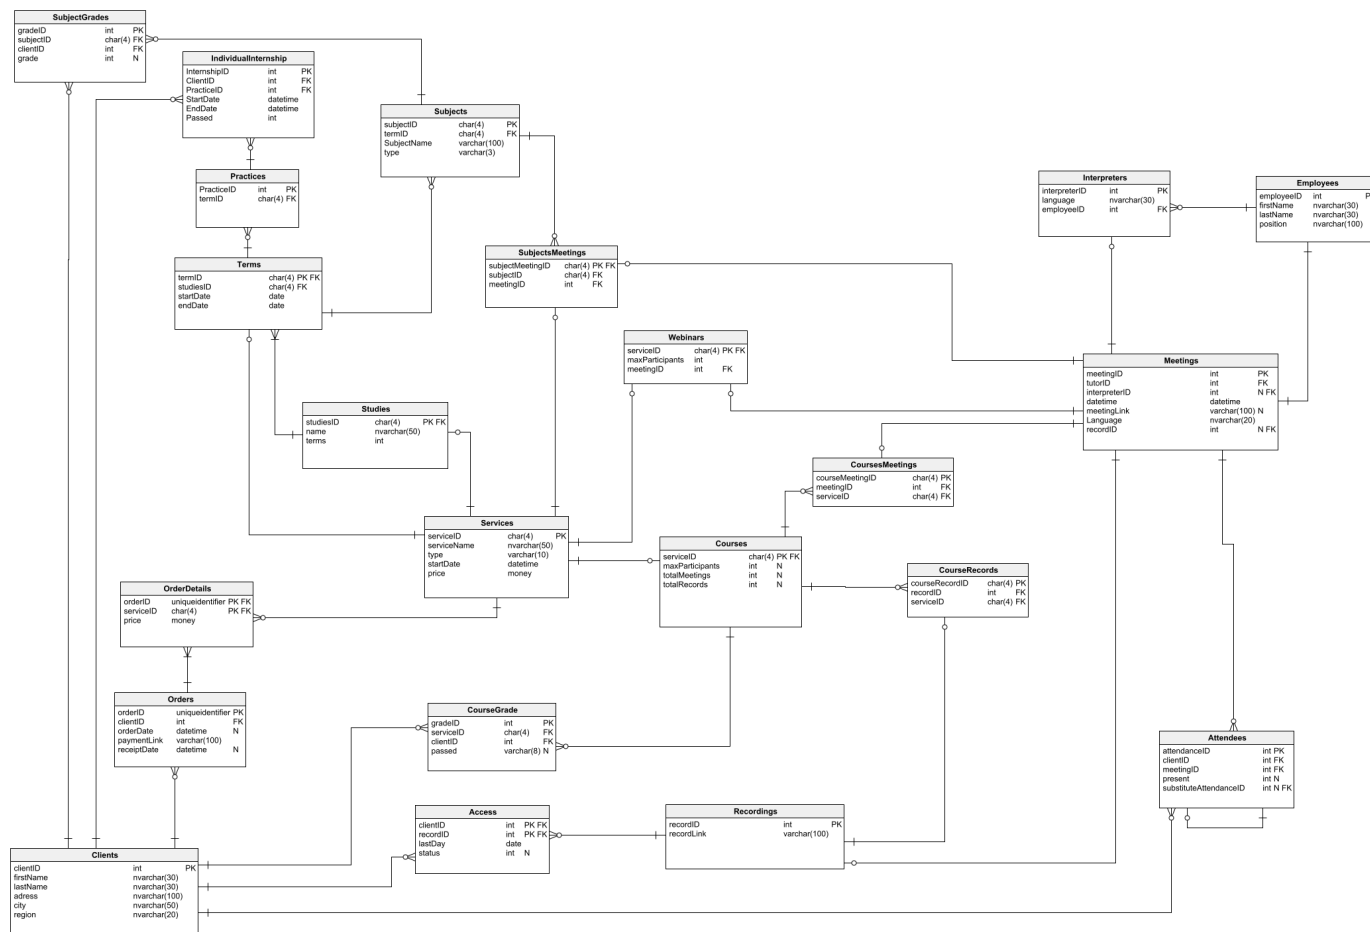 SubjectGrades
gradeID int PK
subjectID char(4) FK
clientID int FK
grade int N
IndividualInternship
InternshipID int PK
ClientID int FK
PracticeID int FK
StartDate datetime
EndDate datetime
Passed int
Subjects
subjectID char(4) PK
termID char(4) FK
SubjectName varchar(100)
type varchar(3)
Practices
PracticeID int PK
termID char(4) FK
Interpreters
interpreterID int PK
language nvarchar(30)
employeeID int FK
Employees
employeeID int P
firstName nvarchar(30)
lastName nvarchar(30)
position nvarchar(100)
Terms
termID char(4) PK FK
studiesID char(4) FK
startDate date
endDate date
SubjectsMeetings
subjectMeetingID char(4) PK FK
subjectID char(4) FK
meetingID int FK
Webinars
serviceID char(4) PK FK
maxParticipants int
meetingID int FK
Meetings
meetingID int PK
tutorID int FK
interpreterID int N FK
datetime datetime
meetingLink varchar(100) N
Language nvarchar(20)
recordID int N FK
Studies
studiesID char(4) PK FK
name nvarchar(50)
terms int
CoursesMeetings
courseMeetingID char(4) PK
meetingID int FK
serviceID char(4) FK
Services
serviceID char(4) PK
serviceName nvarchar(50)
type varchar(10)
startDate datetime
price money
Courses
serviceID char(4) PK FK
maxParticipants int N
totalMeetings int N
totalRecords int N
CourseRecords
courseRecordID char(4) PK
recordID int FK
serviceID char(4) FK
OrderDetails
orderID uniqueidentifier PK FK
serviceID char(4) PK FK
price money
Orders
orderID uniqueidentifier PK
clientID int FK
orderDate datetime N
paymentLink varchar(100)
receiptDate datetime N
CourseGrade
gradeID int PK
serviceID char(4) FK
clientID int FK
passed varchar(8) N
Attendees
attendanceID int PK
clientID int FK
meetingID int FK
present int N
substituteAttendanceID int N FK
Access
clientID int PK FK
recordID int PK FK
lastDay date
status int N
Recordings
recordID int PK
recordLink varchar(100)
Clients
clientID int PK
firstName nvarchar(30)
lastName nvarchar(30)
adress nvarchar(100)
city nvarchar(50)
region nvarchar(20)